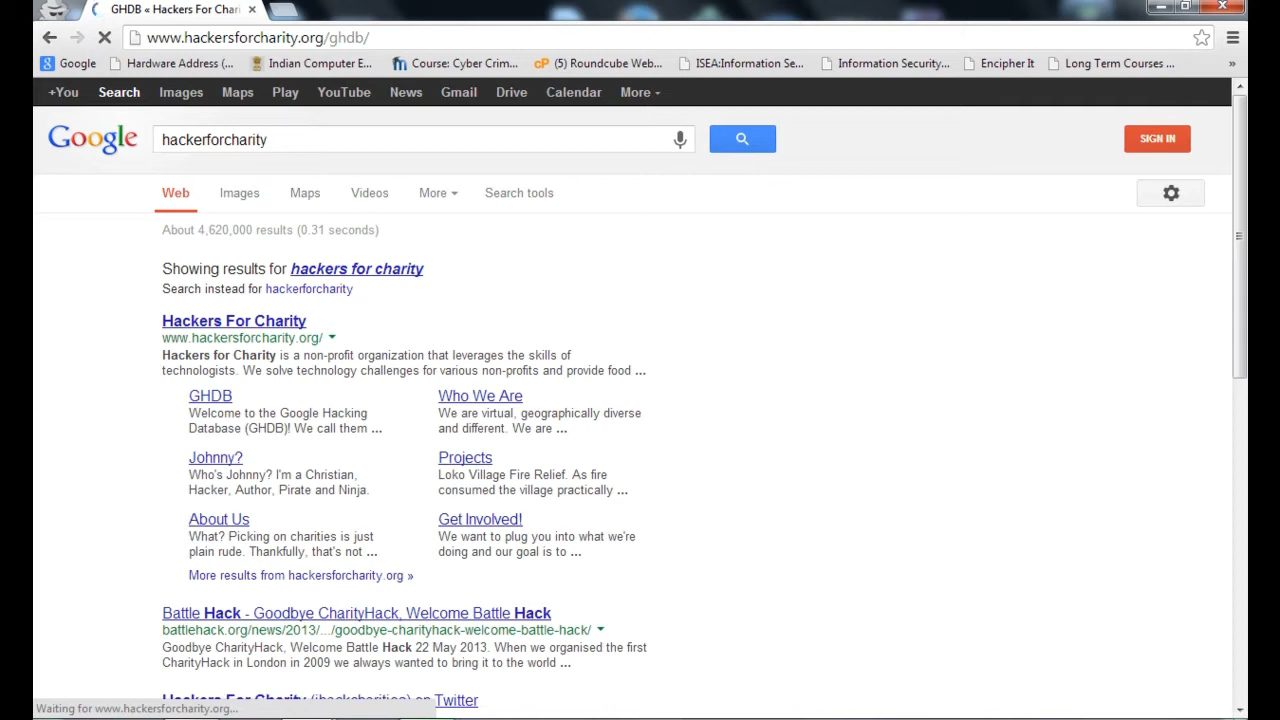 GHDB « Hackers For Chari
www.hackersforcharity.org/ghdb/
Google Hardware Address (... Indian Computer E... Course: Cyber Crim... (5) Roundcube Web... ISEA:Information Se... Information Security... Encipher It Long Term Courses ... »
+You Search Images Maps Play YouTube News Gmail Drive Calendar More
Google hackerforcharity SIGN IN
Web Images Maps Videos More Search tools
About 4,620,000 results (0.31 seconds)
Showing results for hackers for charity
Search instead for hackerforcharity
Hackers For Charity
www.hackersforcharity.org/
Hackers for Charity is a non-profit organization that leverages the skills of
technologists. We solve technology challenges for various non-profits and provide food ...
GHDB Who We Are
Welcome to the Google Hacking We are virtual, geographically diverse
Database (GHDB)! We call them ... and different. We are ...
Johnny? Projects
Who's Johnny? I'm a Christian, Loko Village Fire Relief. As fire
Hacker, Author, Pirate and Ninja. consumed the village practically ...
About Us Get Involved!
What? Picking on charities is just We want to plug you into what we're
plain rude. Thankfully, that's not ... doing and our goal is to ...
More results from hackersforcharity.org »
Battle Hack - Goodbye CharityHack, Welcome Battle Hack
battlehack.org/news/2013/.../goodbye-charityhack-welcome-battle-hack/
Goodbye CharityHack, Welcome Battle Hack 22 May 2013. When we organised the first
CharityHack in London in 2009 we always wanted to bring it to the world ...
Hackers For Charity (ihackcharities) on Twitter
Waiting for www.hackersforcharity.org...